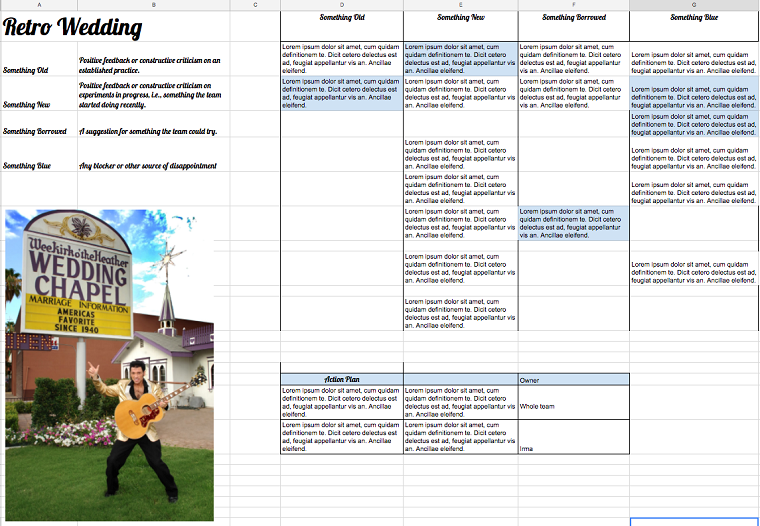 A B C D E F G
Retro Wedding
Something Old
Something New
Something Borrowed
Something Blue
Something Old
Positive feedback or constructive criticism on an
established practice.
Lorem ipsum dolor sit amet, cum quidam
definitionem te. Dicit cetero delectus est
ad, feugiat appellantur vis an. Ancillae
eleifend.
Lorem ipsum dolor sit amet, cum
quidam definitionem te. Dicit cetero
delectus est ad, feugiat appellantur vis
an. Ancillae eleifend.
Lorem ipsum dolor sit amet, cum
quidam definitionem te. Dicit cetero
delectus est ad, feugiat appellantur
vis an. Ancillae eleifend.
Lorem ipsum dolor sit amet, cum quidam
definitionem te. Dicit cetero delectus est ad,
feugiat appellantur vis an. Ancillae eleifend.
Something New
Positive feedback or constructive criticism on
experiments in progress, i.e., something the team
started doing recently.
Lorem ipsum dolor sit amet, cum quidam
definitionem te. Dicit cetero delectus est
ad, feugiat appellantur vis an. Ancillae
eleifend.
Lorem ipsum dolor sit amet, cum
quidam definitionem te. Dicit cetero
delectus est ad, feugiat appellantur vis
an. Ancillae eleifend.
Lorem ipsum dolor sit amet, cum
quidam definitionem te. Dicit cetero
delectus est ad, feugiat appellantur
vis an. Ancillae eleifend.
Lorem ipsum dolor sit amet, cum quidam
definitionem te. Dicit cetero delectus est ad,
feugiat appellantur vis an. Ancillae eleifend.
Something Borrowed
A suggestion for something the team could try.
Lorem ipsum dolor sit amet, cum quidam
definitionem te. Dicit cetero delectus est ad,
feugiat appellantur vis an. Ancillae eleifend.
Something Blue
Any blocker or other source of disappointment
Lorem ipsum dolor sit amet, cum
quidam definitionem te. Dicit cetero
delectus est ad, feugiat appellantur vis
an. Ancillae eleifend.
Lorem ipsum dolor sit amet, cum quidam
definitionem te. Dicit cetero delectus est ad,
feugiat appellantur vis an. Ancillae eleifend.
Lorem ipsum dolor sit amet, cum
quidam definitionem te. Dicit cetero
delectus est ad, feugiat appellantur vis
an. Ancillae eleifend.
Lorem ipsum dolor sit amet, cum quidam
definitionem te. Dicit cetero delectus est ad,
feugiat appellantur vis an. Ancillae eleifend.
Lorem ipsum dolor sit amet, cum
quidam definitionem te. Dicit cetero
delectus est ad, feugiat appellantur vis
an. Ancillae eleifend.
Lorem ipsum dolor sit amet, cum
quidam definitionem te. Dicit cetero
delectus est ad, feugiat appellantur
vis an. Ancillae eleifend.
Lorem ipsum dolor sit amet, cum
quidam definitionem te. Dicit cetero
delectus est ad, feugiat appellantur vis
an. Ancillae eleifend.
Lorem ipsum dolor sit amet, cum quidam
definitionem te. Dicit cetero delectus est ad,
feugiat appellantur vis an. Ancillae eleifend.
Lorem ipsum dolor sit amet, cum
quidam definitionem te. Dicit cetero
delectus est ad, feugiat appellantur vis
an. Ancillae eleifend.
Wee Kirk o' the Heather
WEDDING
CHAPEL
MARRIAGE INFORMATION
AMERICAS
FAVORITE
SINCE 1940
Action Plan
Owner
Lorem ipsum dolor sit amet, cum quidam
definitionem te. Dicit cetero delectus est
ad, feugiat appellantur vis an. Ancillae
eleifend.
Lorem ipsum dolor sit amet, cum
quidam definitionem te. Dicit cetero
delectus est ad, feugiat appellantur vis
an. Ancillae eleifend.
Whole team
Lorem ipsum dolor sit amet, cum quidam
definitionem te. Dicit cetero delectus est
ad, feugiat appellantur vis an. Ancillae
eleifend.
Lorem ipsum dolor sit amet, cum
quidam definitionem te. Dicit cetero
delectus est ad, feugiat appellantur vis
an. Ancillae eleifend.
Irma